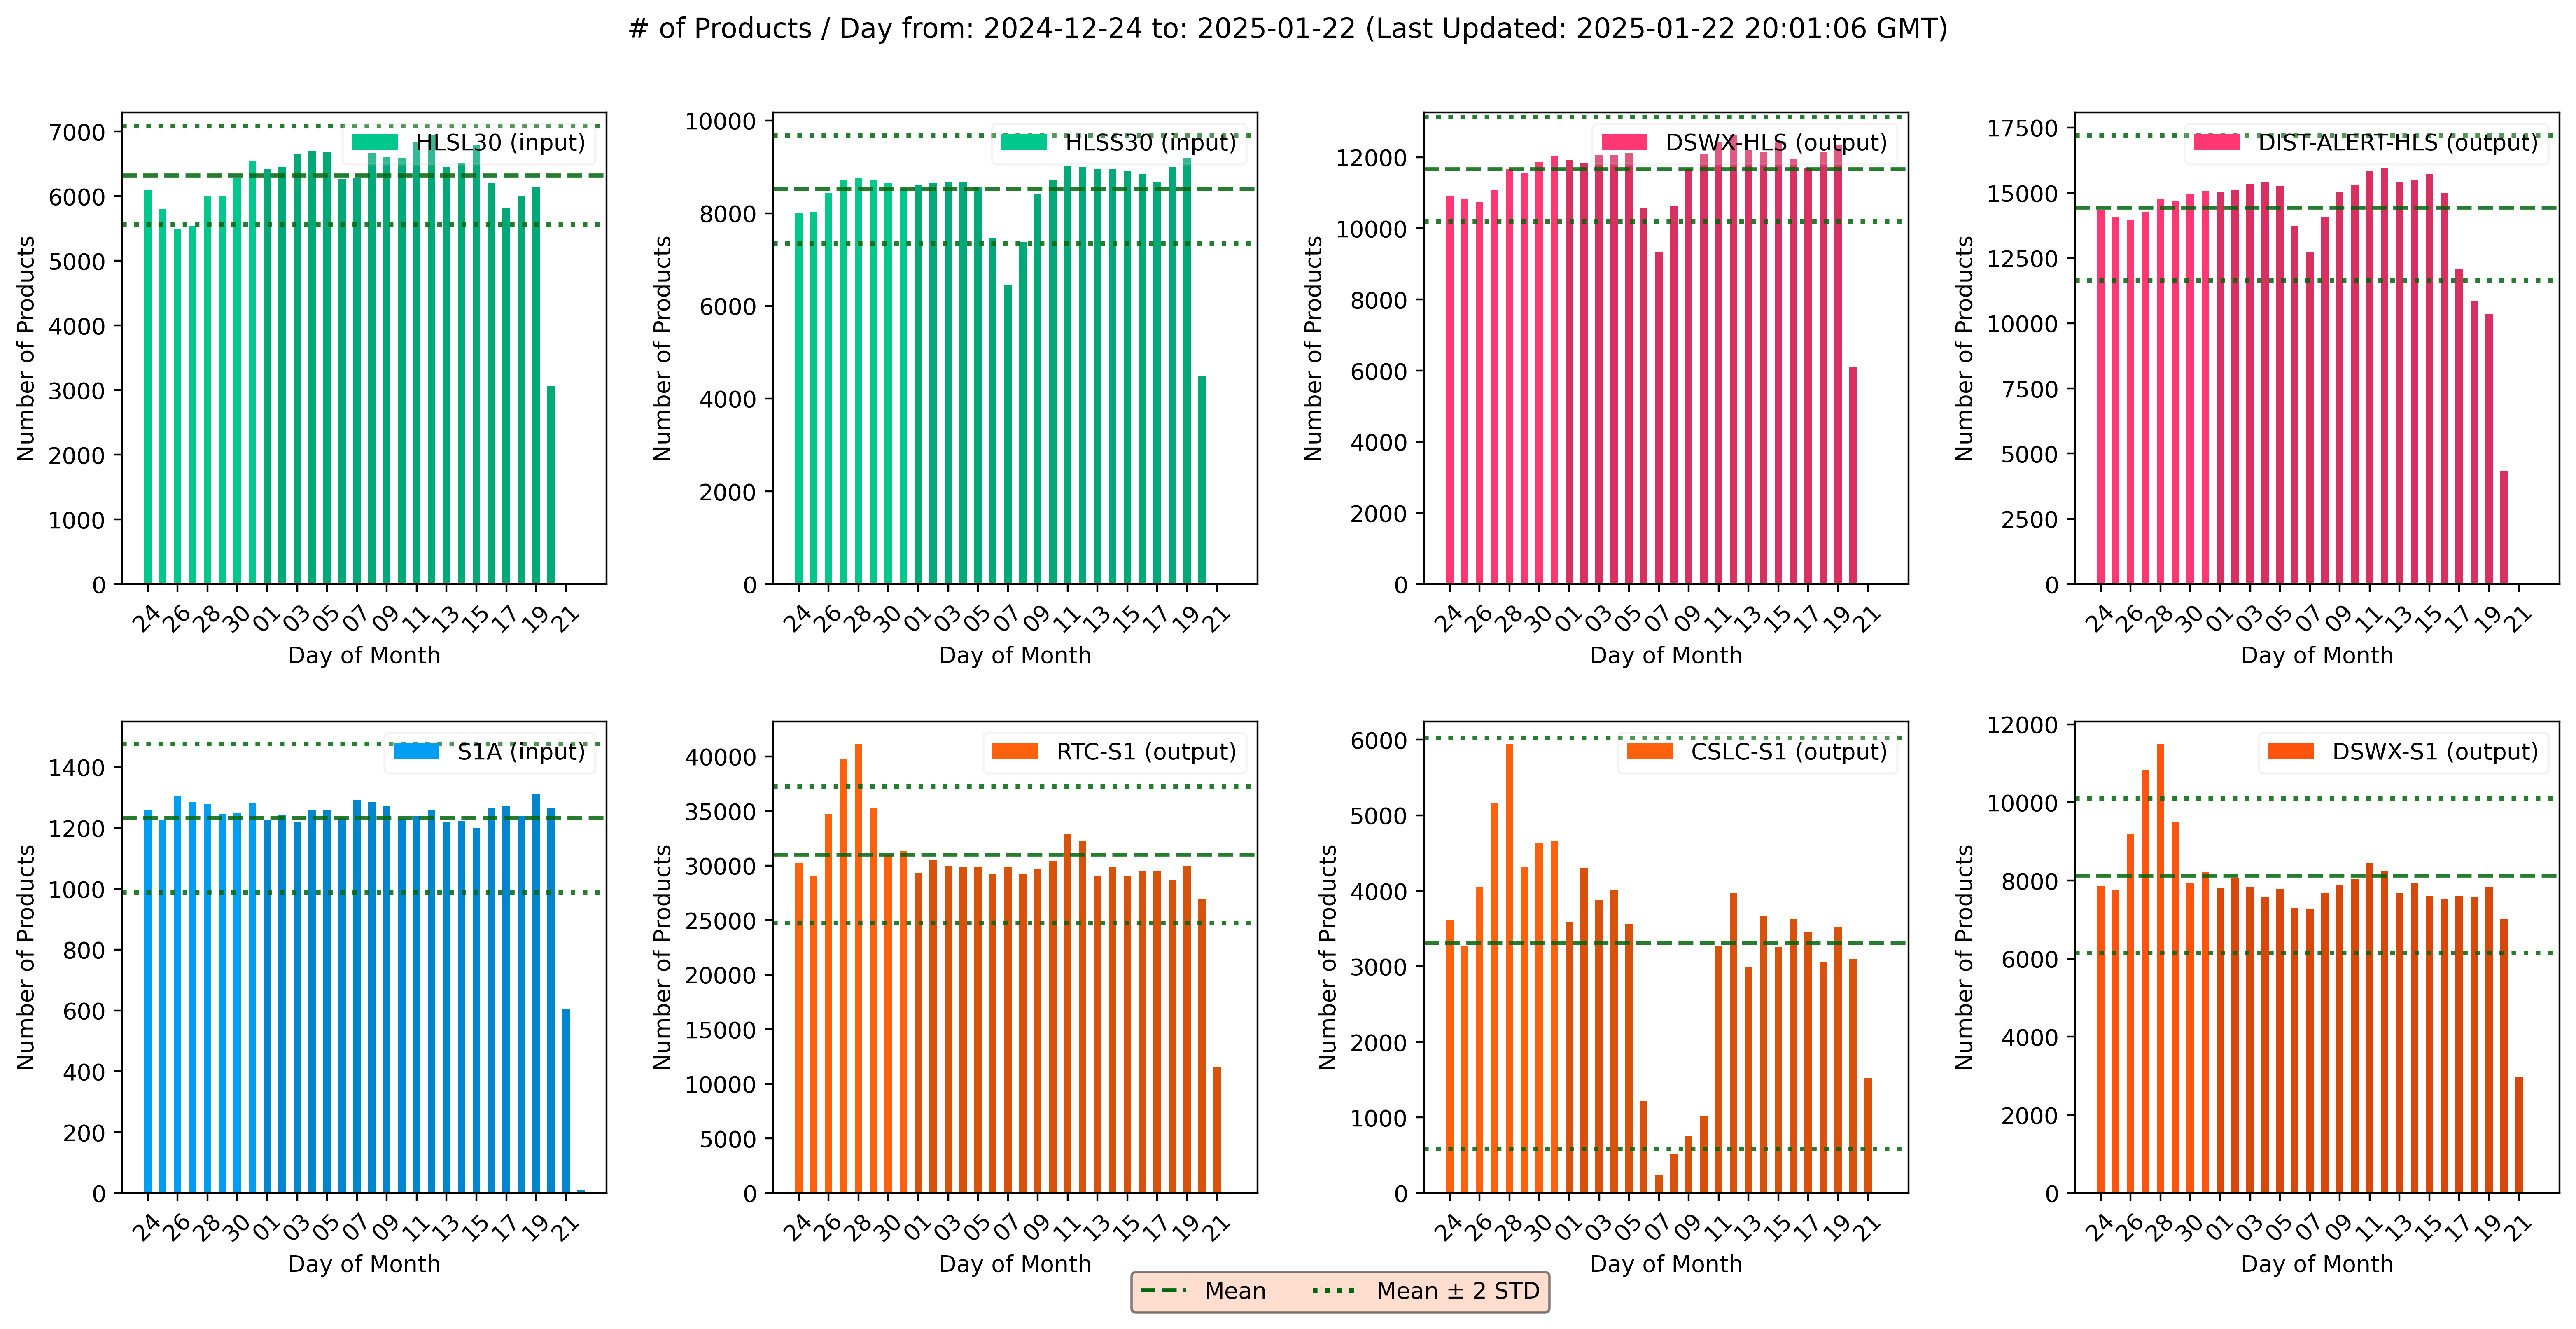 # of Products / Day from: 2024-12-24 to: 2025-01-22 (Last Updated: 2025-01-22 20:01:06 GMT)
HLSL30 (input)
Number of Products
7000
6000
5000
4000
3000
2000
1000
0
24 26 28 30 01 03 05 07 09 11 13 15 17 19 21
Day of Month
HLSS30 (input)
Number of Products
10000
8000
6000
4000
2000
0
24 26 28 30 01 03 05 07 09 11 13 15 17 19 21
Day of Month
DSWX-HLS (output)
Number of Products
12000
10000
8000
6000
4000
2000
0
24 26 28 30 01 03 05 07 09 11 13 15 17 19 21
Day of Month
DIST-ALERT-HLS (output)
Number of Products
17500
15000
12500
10000
7500
5000
2500
0
24 26 28 30 01 03 05 07 09 11 13 15 17 19 21
Day of Month
S1A (input)
Number of Products
1400
1200
1000
800
600
400
200
0
24 26 28 30 01 03 05 07 09 11 13 15 17 19 21
Day of Month
RTC-S1 (output)
Number of Products
40000
35000
30000
25000
20000
15000
10000
5000
0
24 26 28 30 01 03 05 07 09 11 13 15 17 19 21
Day of Month
CSLC-S1 (output)
Number of Products
6000
5000
4000
3000
2000
1000
0
24 26 28 30 01 03 05 07 09 11 13 15 17 19 21
Day of Month
DSWX-S1 (output)
Number of Products
12000
10000
8000
6000
4000
2000
0
24 26 28 30 01 03 05 07 09 11 13 15 17 19 21
Day of Month
Mean Mean ± 2 STD